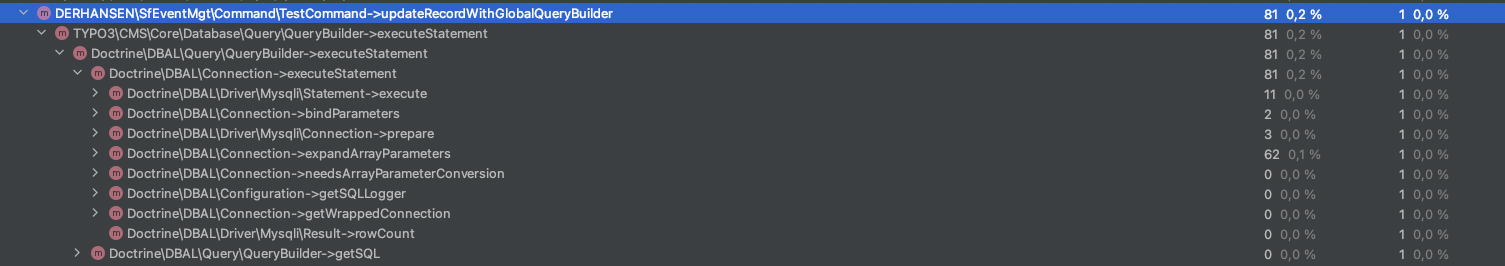 DERHANSEN\SfEventMgt\Command\TestCommand->updateRecordWithGlobalQueryBuilder 81 0,2 % 1 0,0 %
TYPO3\CMS\Core\Database\Query\QueryBuilder->executeStatement 81 0,2 % 1 0,0 %
Doctrine\DBAL\Query\QueryBuilder->executeStatement 81 0,2 % 1 0,0 %
Doctrine\DBAL\Connection->executeStatement 81 0,2 % 1 0,0 %
Doctrine\DBAL\Driver\Mysqli\Statement->execute 11 0,0 % 1 0,0 %
Doctrine\DBAL\Connection->bindParameters 2 0,0 % 1 0,0 %
Doctrine\DBAL\Driver\Mysqli\Connection->prepare 3 0,0 % 1 0,0 %
Doctrine\DBAL\Connection->expandArrayParameters 62 0,1 % 1 0,0 %
Doctrine\DBAL\Connection->needsArrayParameterConversion 0 0,0 % 1 0,0 %
Doctrine\DBAL\Configuration->getSQLLogger 0 0,0 % 1 0,0 %
Doctrine\DBAL\Connection->getWrappedConnection 0 0,0 % 1 0,0 %
Doctrine\DBAL\Driver\Mysqli\Result->rowCount 0 0,0 % 1 0,0 %
Doctrine\DBAL\Query\QueryBuilder->getSQL 0 0,0 % 1 0,0 %